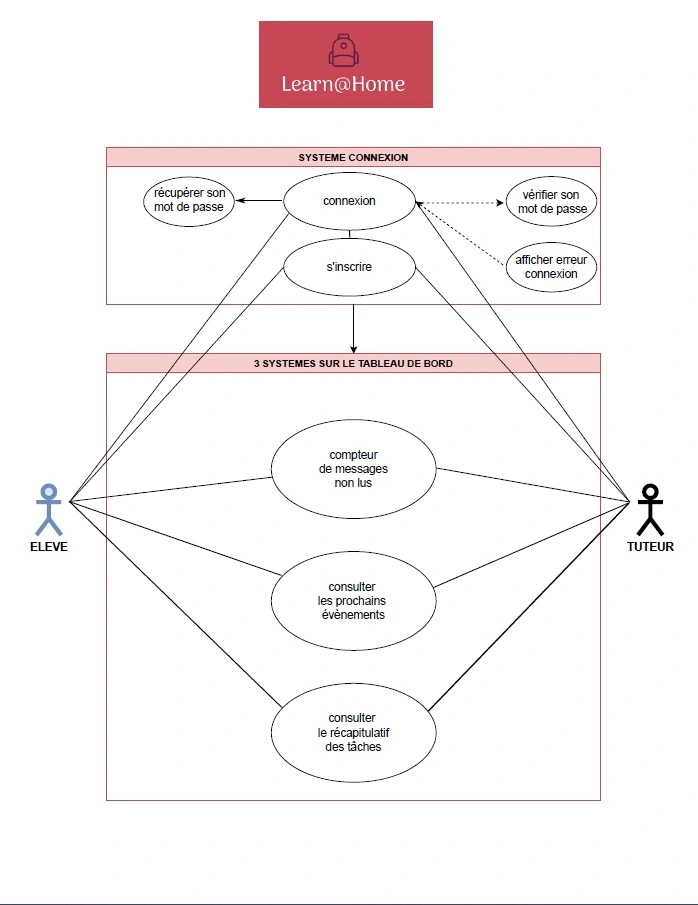 Learn@Home
SYSTEME CONNEXION
récupérer son
mot de passe
connexion
vérifier son
mot de passe
s'inscrire
afficher erreur
connexion
3 SYSTEMES SUR LE TABLEAU DE BORD
compteur
de messages
non lus
ELEVE
TUTEUR
consulter
les prochains
évènements
consulter
le récapitulatif
des tâches